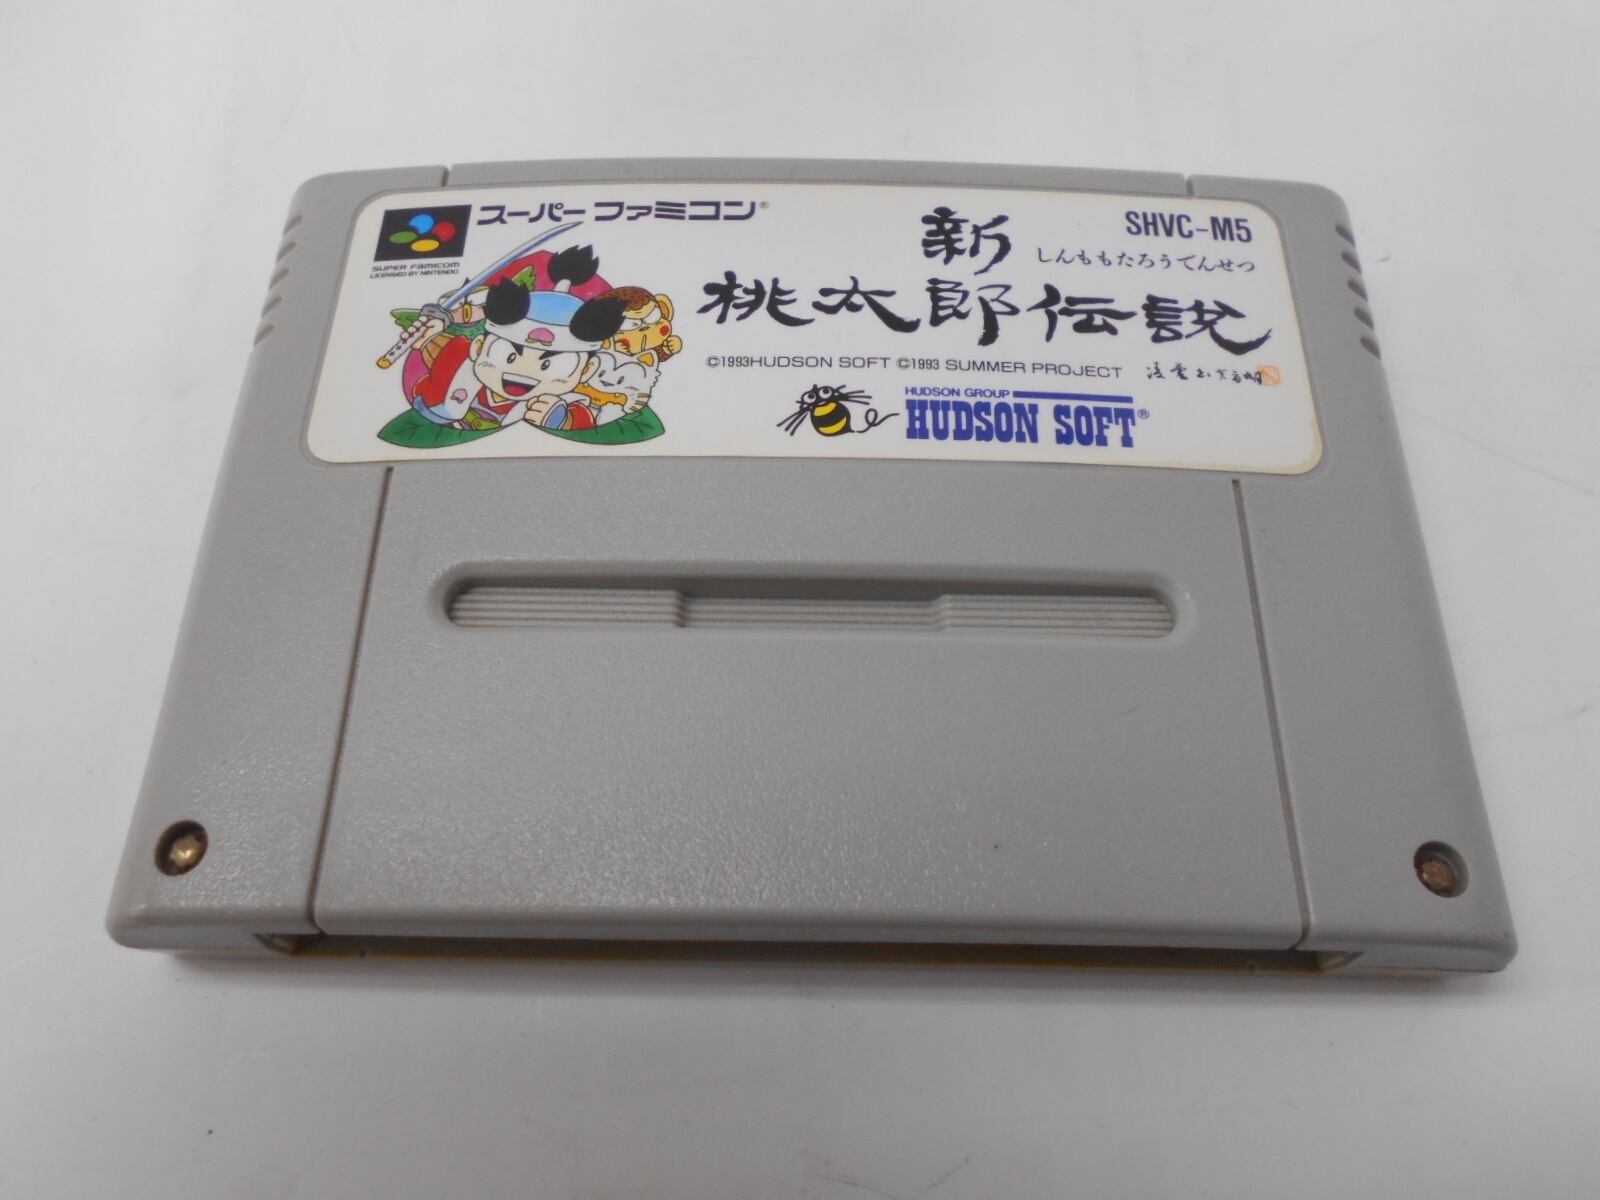 スーパーファミコン®
SUPER FAMICOM
LICENSED BY NINTENDO
SHVC-M5
新
しんももたろうでんせつ
桃太郎伝説
©1993HUDSON SOFT ©1993 SUMMER PROJECT
HUDSON GROUP
HUDSON SOFT®